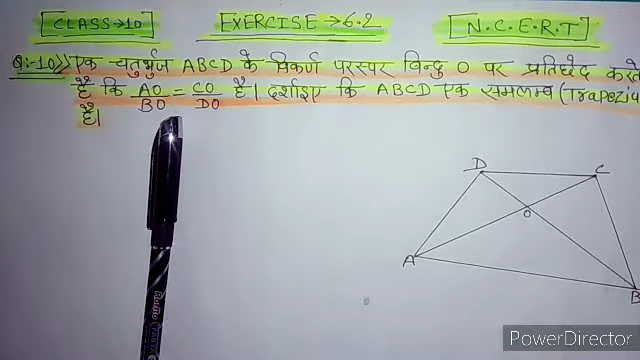 CLASS→10 EXERCISE→6.2 [N.C.E.R.T]
Q:-10》एक चतुर्भुज ABCD के विकर्ण परस्पर बिन्दु O पर प्रतिछेद करते
है कि AO/BO = CO/DO है। दर्शाइए कि ABCD एक समलम्ब (Trapeziu
है।
D C
O
A
B
PowerDirector